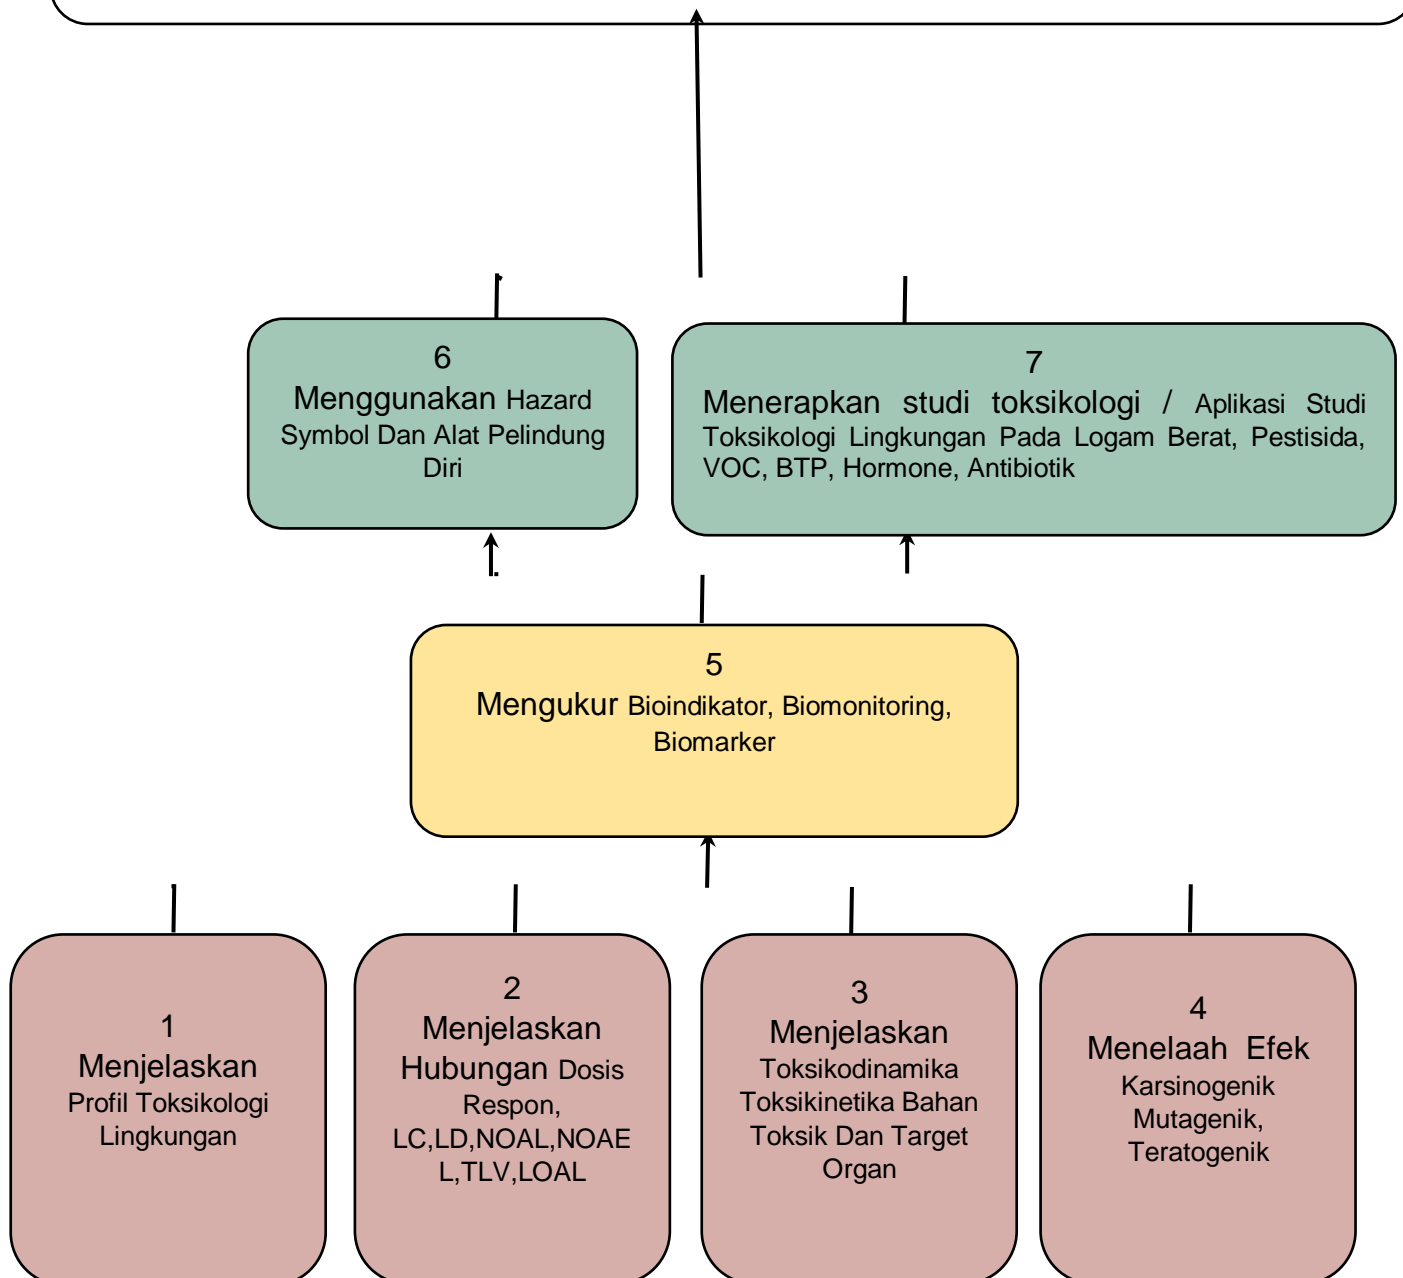 6
Menggunakan Hazard
Symbol Dan Alat Pelindung
Diri
7
Menerapkan studi toksikologi / Aplikasi Studi
Toksikologi Lingkungan Pada Logam Berat, Pestisida,
VOC, BTP, Hormone, Antibiotik
5
Mengukur Bioindikator, Biomonitoring,
Biomarker
1
Menjelaskan
Profil Toksikologi
Lingkungan
2
Menjelaskan
Hubungan Dosis
Respon,
LC,LD,NOAL,NOAE
L,TLV,LOAL
3
Menjelaskan
Toksikodinamika
Toksikinetika Bahan
Toksik Dan Target
Organ
4
Menelaah Efek
Karsinogenik
Mutagenik,
Teratogenik